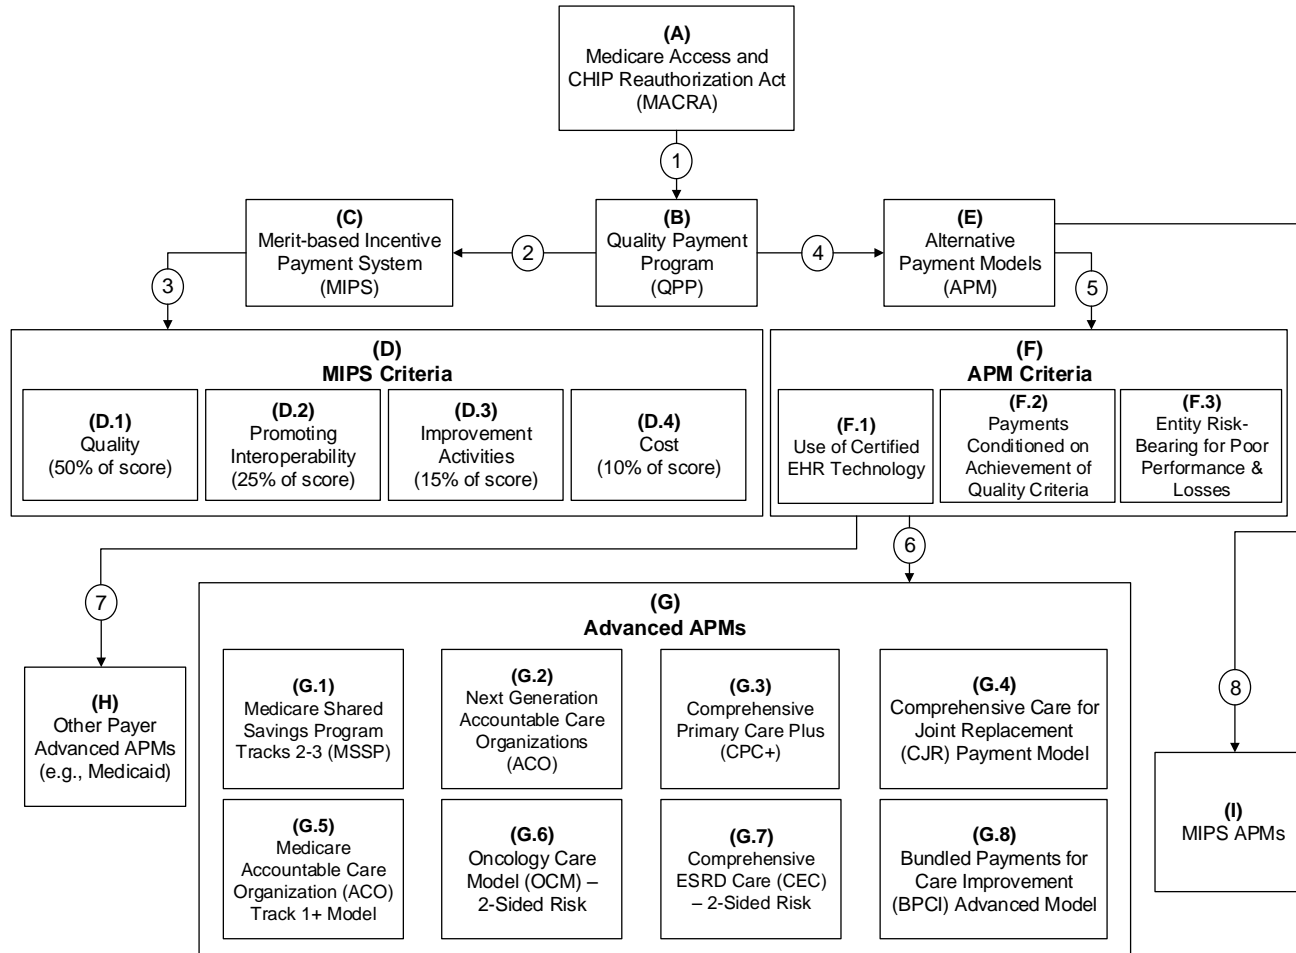 (A)
Medicare Access and
CHIP Reauthorization Act
(MACRA)
1
(C)
Merit-based Incentive
Payment System
(MIPS)
2
(B)
Quality Payment
Program
(QPP)
4
(E)
Alternative
Payment Models
(APM)
3
5
(D)
MIPS Criteria
(D.1)
Quality
(50% of score)
(D.2)
Promoting
Interoperability
(25% of score)
(D.3)
Improvement
Activities
(15% of score)
(D.4)
Cost
(10% of score)
(F)
APM Criteria
(F.1)
Use of Certified
EHR Technology
(F.2)
Payments
Conditioned on
Achievement of
Quality Criteria
(F.3)
Entity Risk-
Bearing for Poor
Performance &
Losses
6
7
8
(G)
Advanced APMs
(G.1)
Medicare Shared
Savings Program
Tracks 2-3 (MSSP)
(G.2)
Next Generation
Accountable Care
Organizations
(ACO)
(G.3)
Comprehensive
Primary Care Plus
(CPC+)
(G.4)
Comprehensive Care for
Joint Replacement
(CJR) Payment Model
(H)
Other Payer
Advanced APMs
(e.g., Medicaid)
(G.5)
Medicare
Accountable Care
Organization (ACO)
Track 1+ Model
(G.6)
Oncology Care
Model (OCM) –
2-Sided Risk
(G.7)
Comprehensive
ESRD Care (CEC)
– 2-Sided Risk
(G.8)
Bundled Payments for
Care Improvement
(BPCI) Advanced Model
(I)
MIPS APMs